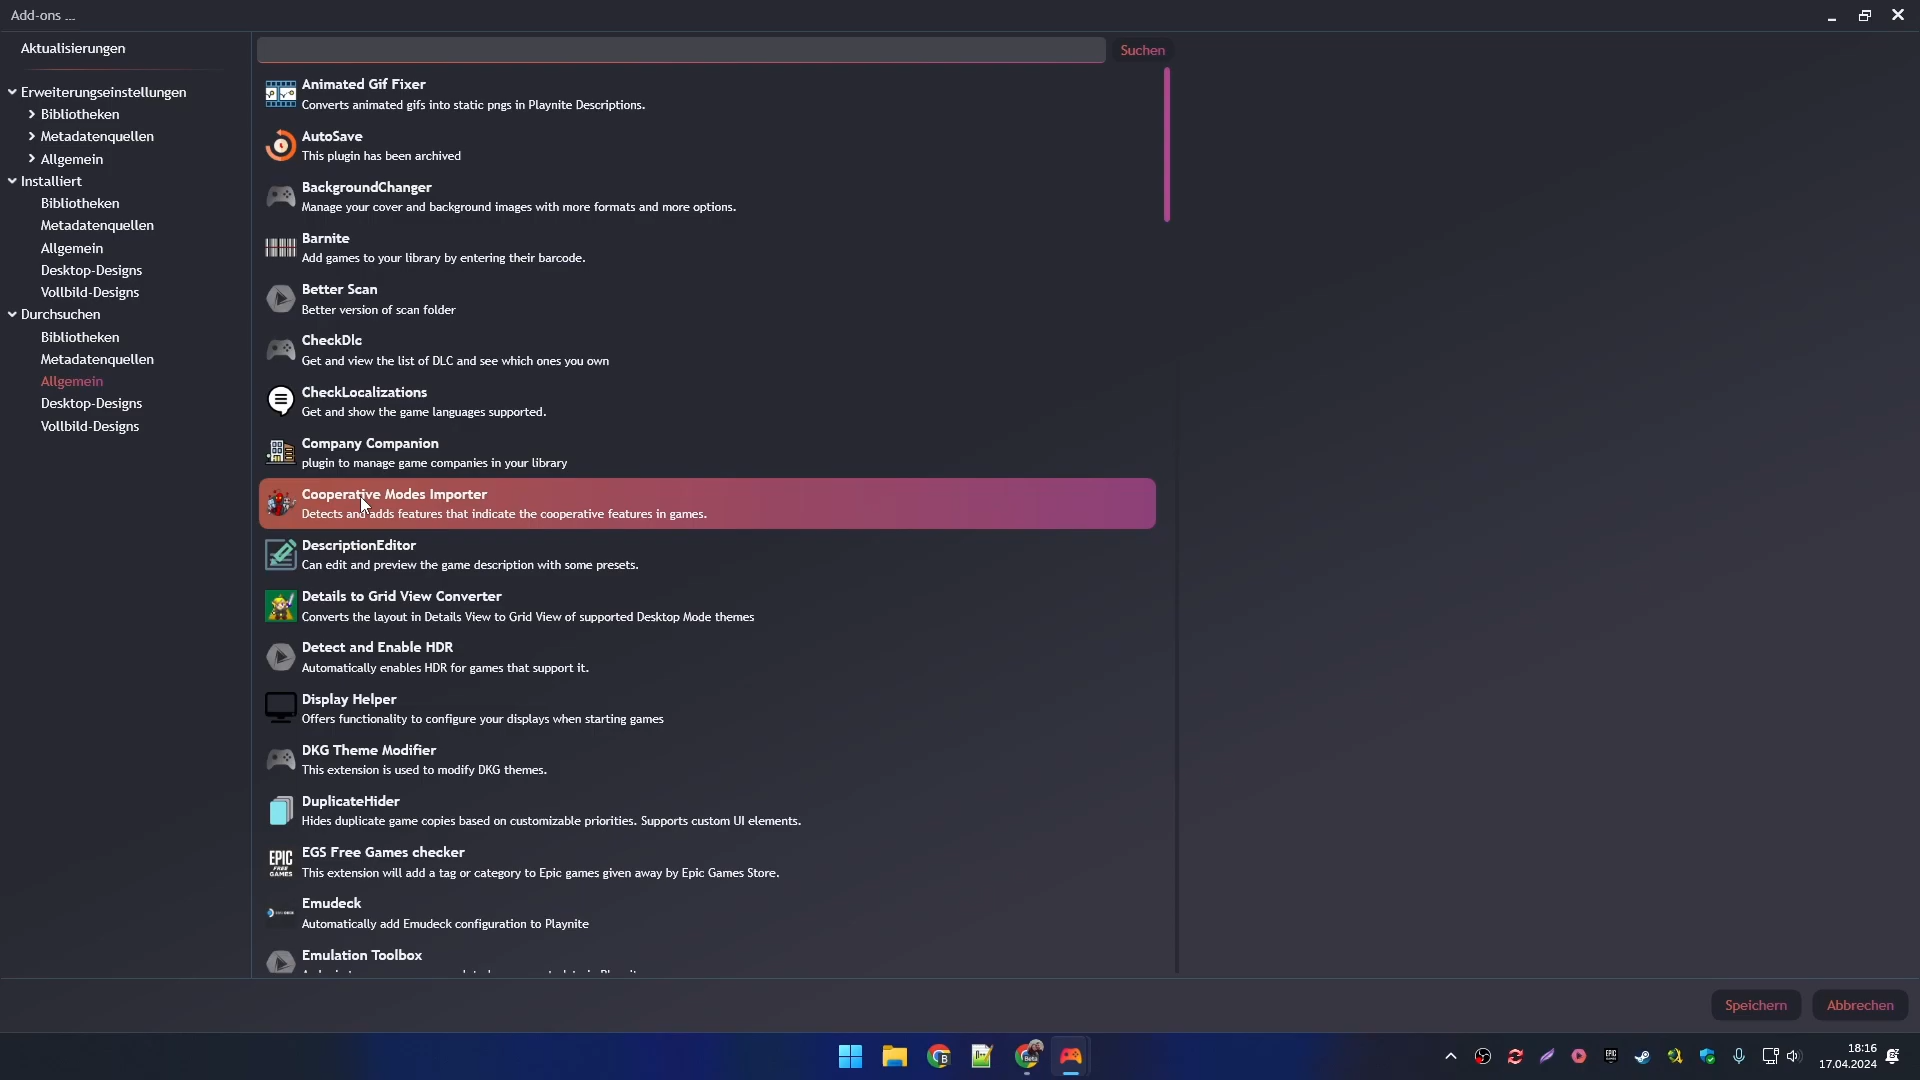 Add-ons ...
Aktualisierungen
Erweiterungseinstellungen
Bibliotheken
Metadatenquellen
Allgemein
Installiert
Bibliotheken
Metadatenquellen
Allgemein
Desktop-Designs
Vollbild-Designs
Durchsuchen
Bibliotheken
Metadatenquellen
Allgemein
Desktop-Designs
Vollbild-Designs
Suchen
Animated Gif Fixer
Converts animated gifs into static pngs in Playnite Descriptions.
AutoSave
This plugin has been archived
BackgroundChanger
Manage your cover and background images with more formats and more options.
Barnite
Add games to your library by entering their barcode.
Better Scan
Better version of scan folder
CheckDlc
Get and view the list of DLC and see which ones you own
CheckLocalizations
Get and show the game languages supported.
Company Companion
plugin to manage game companies in your library
Cooperative Modes Importer
Detects and adds features that indicate the cooperative features in games.
DescriptionEditor
Can edit and preview the game description with some presets.
Details to Grid View Converter
Converts the layout in Details View to Grid View of supported Desktop Mode themes
Detect and Enable HDR
Automatically enables HDR for games that support it.
Display Helper
Offers functionality to configure your displays when starting games
DKG Theme Modifier
This extension is used to modify DKG themes.
DuplicateHider
Hides duplicate game copies based on customizable priorities. Supports custom UI elements.
EPIC
FREE
GAMES
EGS Free Games checker
This extension will add a tag or category to Epic games given away by Epic Games Store.
Emudeck
Automatically add Emudeck configuration to Playnite
Emulation Toolbox
Speichern
Abbrechen
B
Beta
EPIC
18:16
17.04.2024